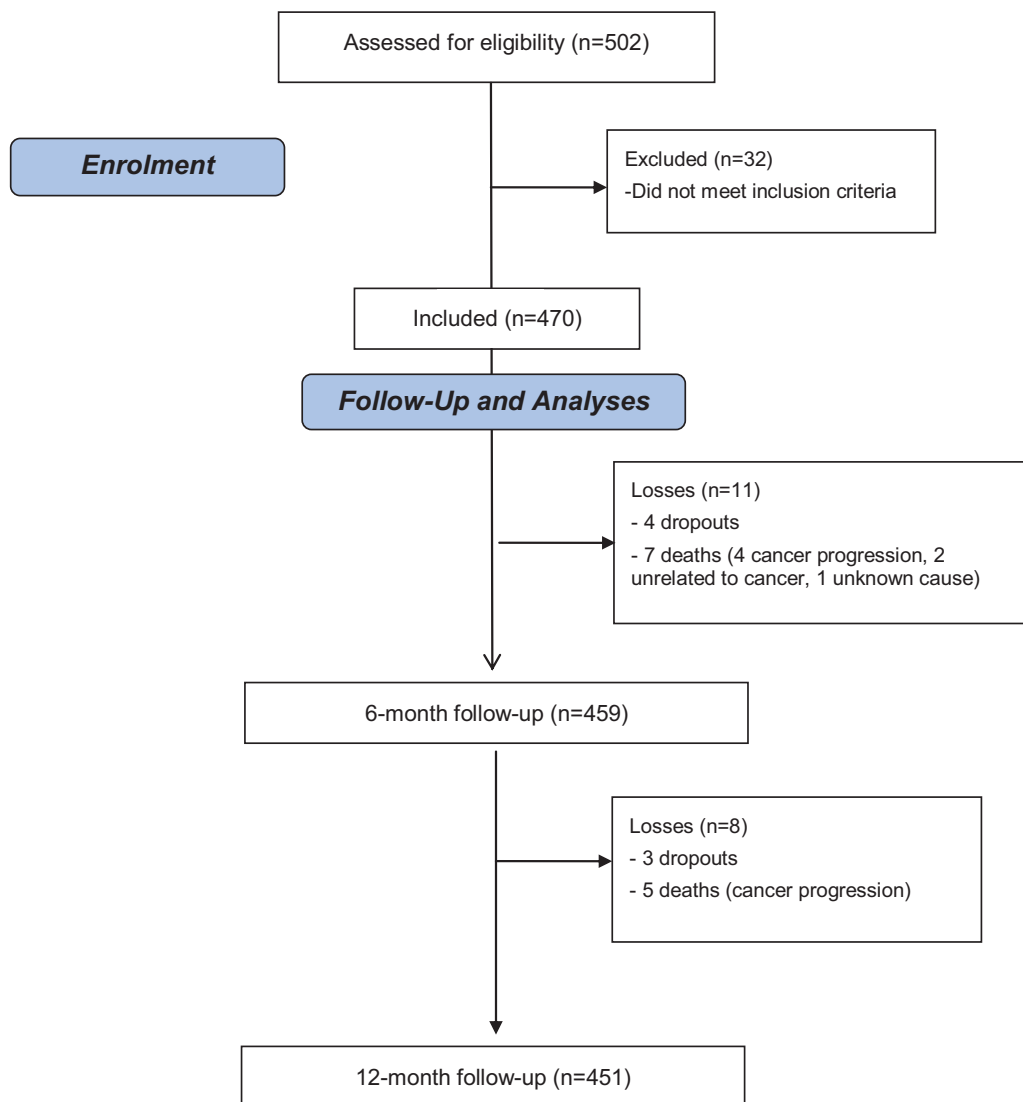 Assessed for eligibility (n=502)
Enrolment
Excluded (n=32)
-Did not meet inclusion criteria
Included (n=470)
Follow-Up and Analyses
Losses (n=11)
- 4 dropouts
- 7 deaths (4 cancer progression, 2
unrelated to cancer, 1 unknown cause)
6-month follow-up (n=459)
Losses (n=8)
- 3 dropouts
- 5 deaths (cancer progression)
12-month follow-up (n=451)